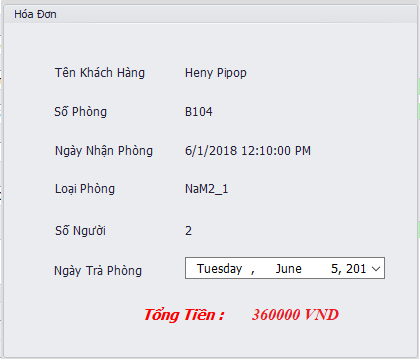 Hóa Đơn
Tên Khách Hàng Heny Pipop
Số Phòng B104
Ngày Nhận Phòng 6/1/2018 12:10:00 PM
Loại Phòng NaM2_1
Số Người 2
Ngày Trả Phòng Tuesday , June 5, 201
Tổng Tiền : 360000 VND